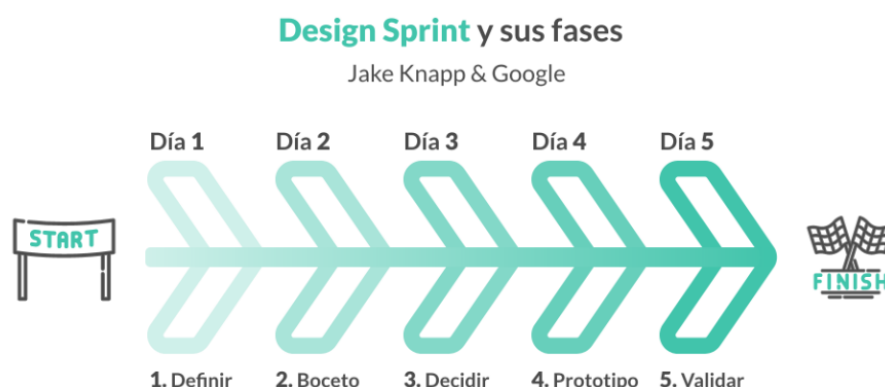 Design Sprint y sus fases
Jake Knapp & Google
Día 1
Día 2
Día 3
Día 4
Día 5
START
FINISH
1. Definir
2. Boceto
3. Decidir
4. Prototipo
5. Validar